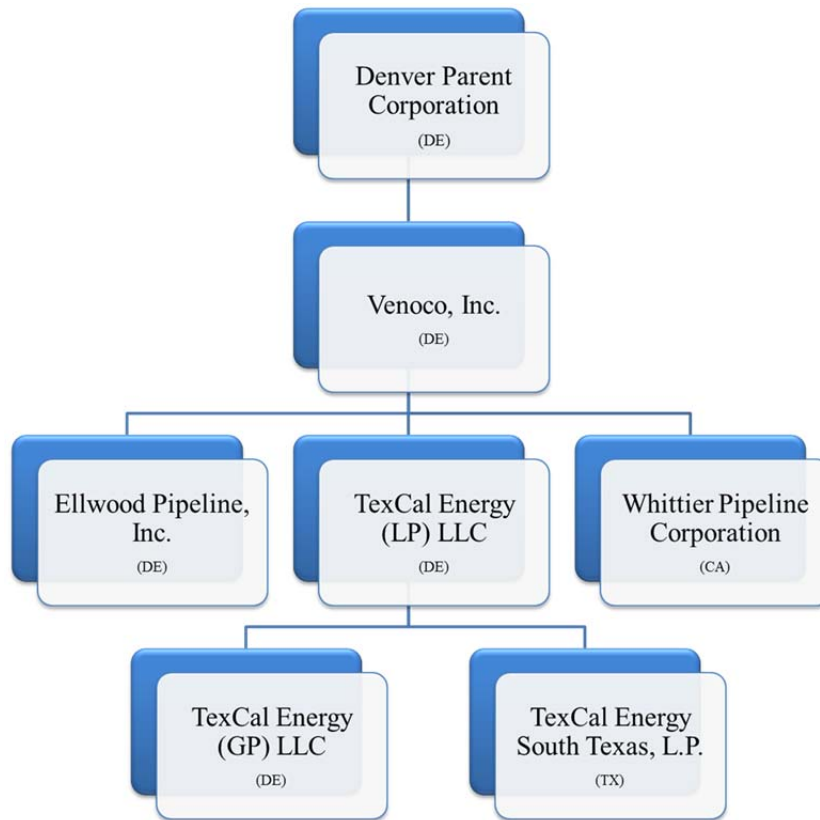 Denver Parent
Corporation
(DE)
Venoco, Inc.
(DE)
Ellwood Pipeline,
Inc.
(DE)
TexCal Energy
(LP) LLC
(DE)
Whittier Pipeline
Corporation
(CA)
TexCal Energy
(GP) LLC
(DE)
TexCal Energy
South Texas, L.P.
(TX)